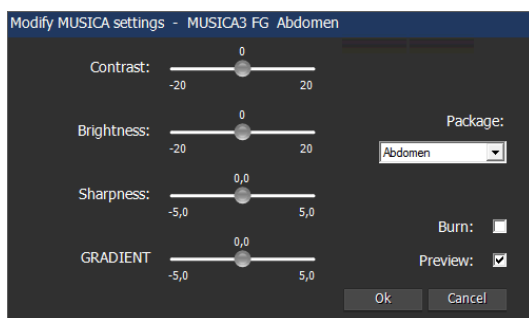 Modify MUSICA settings - MUSICA3 FG Abdomen
0
Contrast:
-20 20
0
Package:
Brightness:
-20 20
Abdomen
0,0
Sharpness:
-5,0 5,0
Burn:
0,0
GRADIENT
Preview:
-5,0 5,0
Ok Cancel